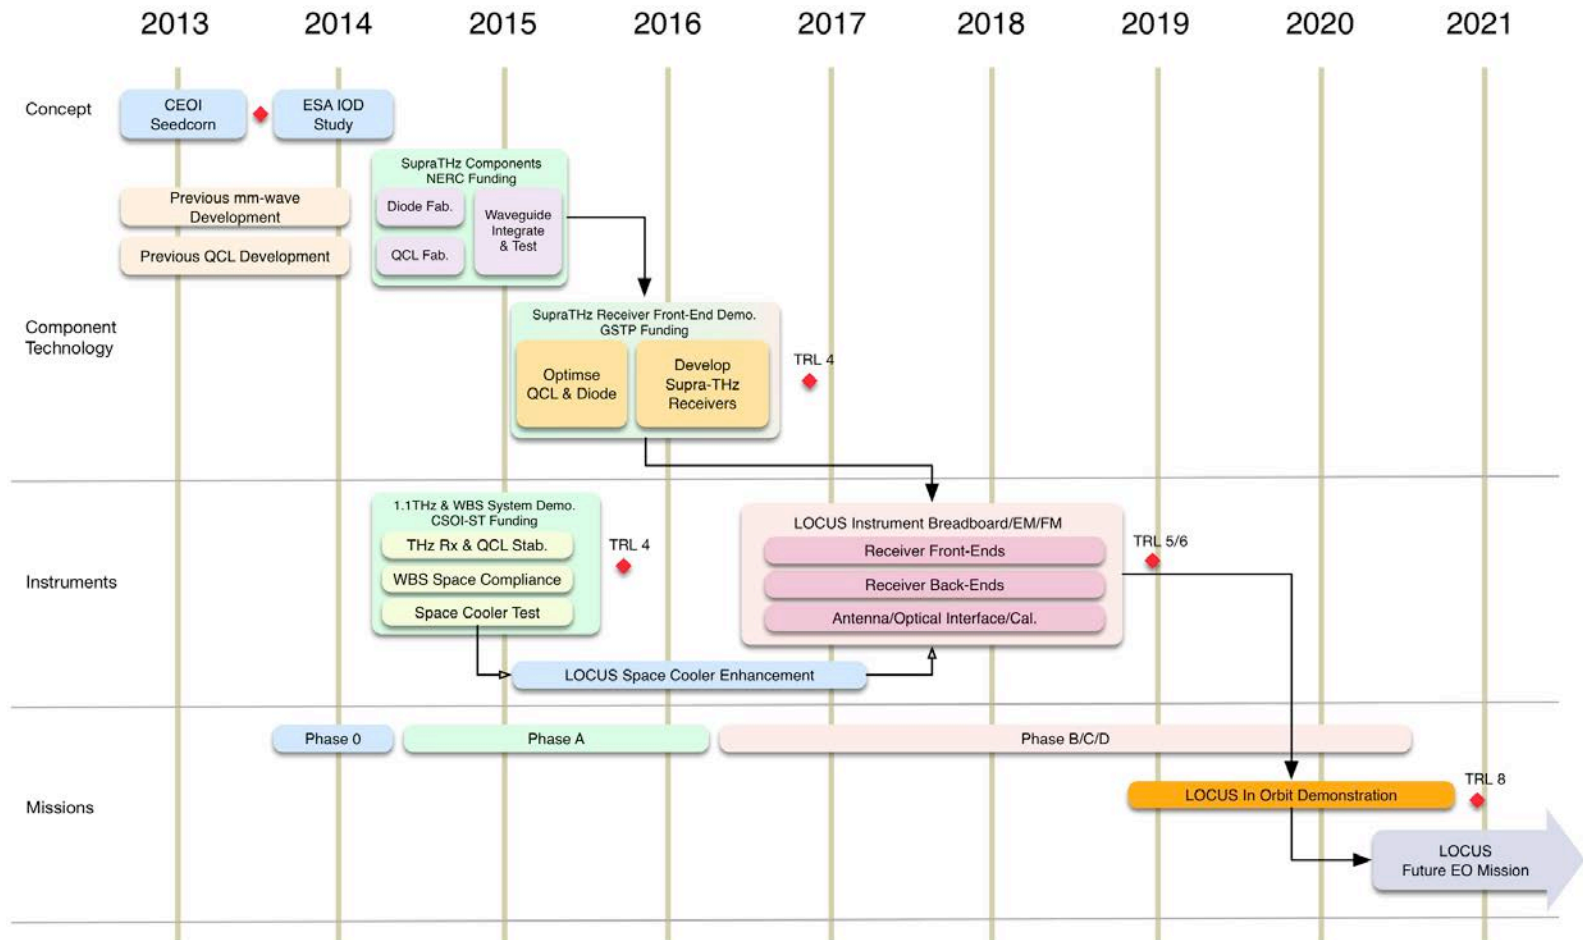 2013 2014 2015 2016 2017 2018 2019 2020 2021
Concept
CEOI
Seedcorn
ESA IOD
Study
SupraTHz Components
NERC Funding
Previous mm-wave
Development
Diode Fab.
Waveguide
Integrate
& Test
Previous QCL Development
QCL Fab.
Component
Technology
SupraTHz Receiver Front-End Demo.
GSTP Funding
Optimse
QCL & Diode
Develop
Supra-THz
Receivers
TRL 4
Instruments
1.1THz & WBS System Demo.
CSOI-ST Funding
THz Rx & QCL Stab.
WBS Space Compliance
Space Cooler Test
TRL 4
LOCUS Instrument Breadboard/EM/FM
Receiver Front-Ends
Receiver Back-Ends
Antenna/Optical Interface/Cal.
TRL 5/6
LOCUS Space Cooler Enhancement
Phase 0
Phase A
Phase B/C/D
Missions
LOCUS In Orbit Demonstration
TRL 8
LOCUS
Future EO Mission